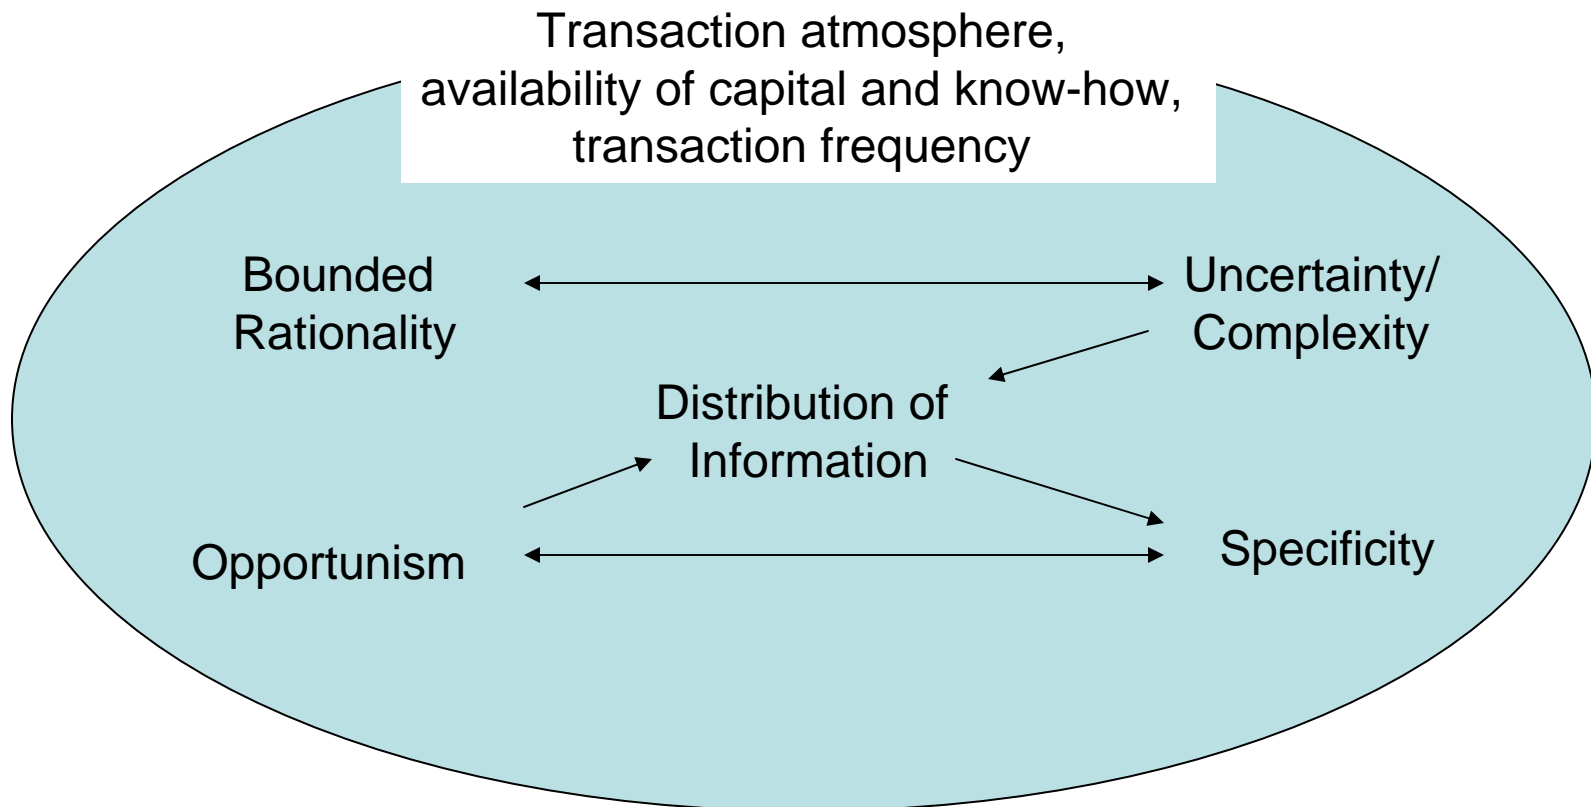 Transaction atmosphere,
availability of capital and know-how,
transaction frequency
Bounded
Rationality
Uncertainty/
Complexity
Distribution of
Information
Opportunism
Specificity